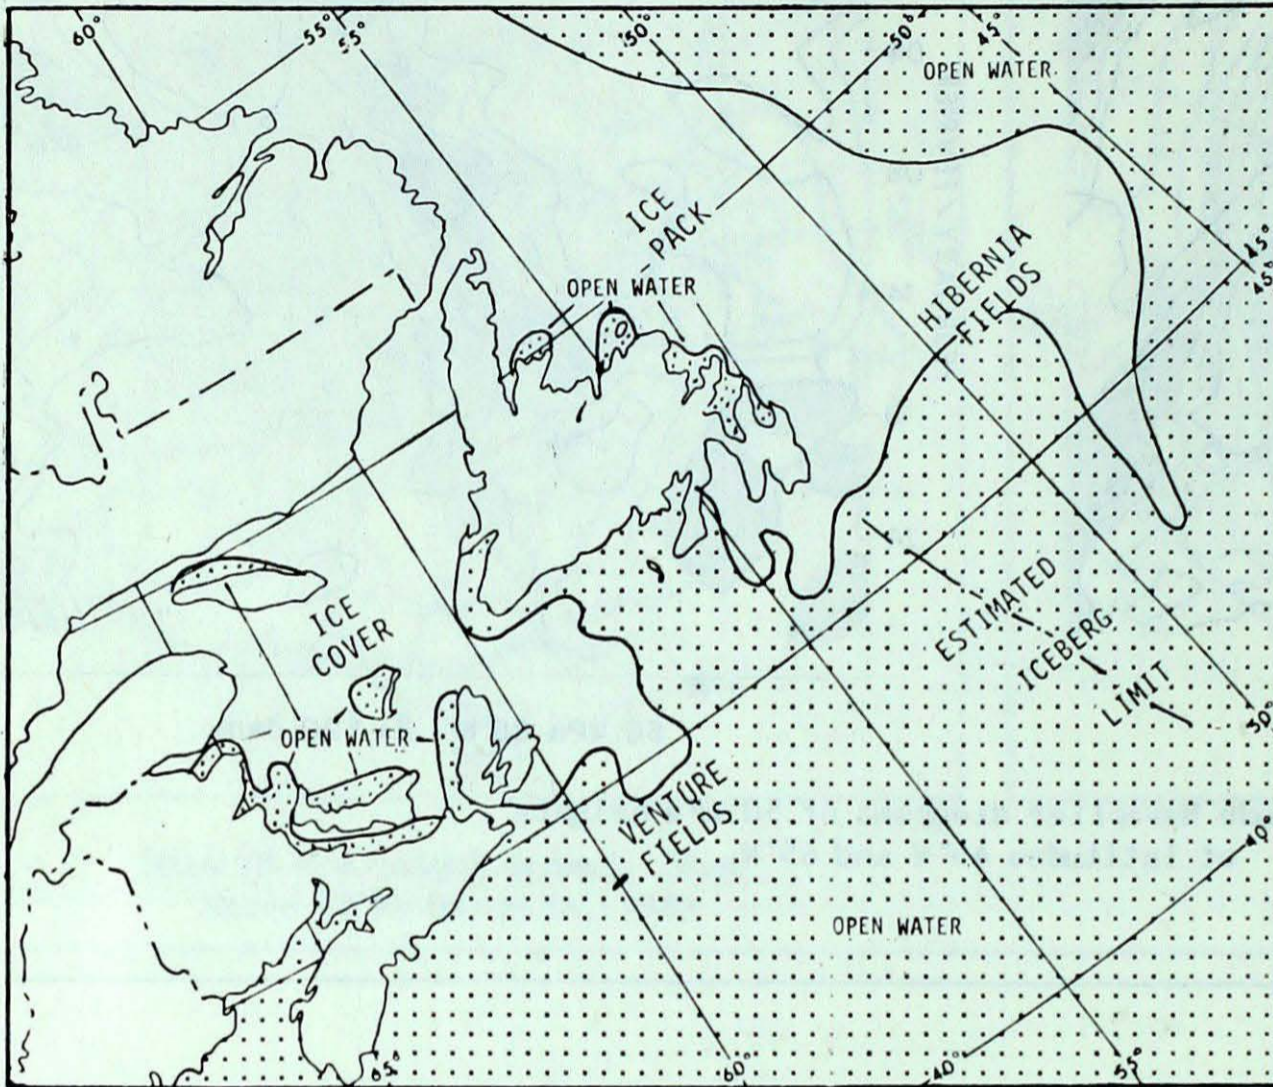 60°
55°
55°
50°
50°
45°
OPEN WATER
ICE
PACK
OPEN WATER
45°
45°
HIBERNIA
FIELDS
ICE
COVER
ESTIMATED
ICEBERG
LIMIT
50°
OPEN WATER
VENTURE
FIELDS
40°
OPEN WATER
65°
60°
40°
55°